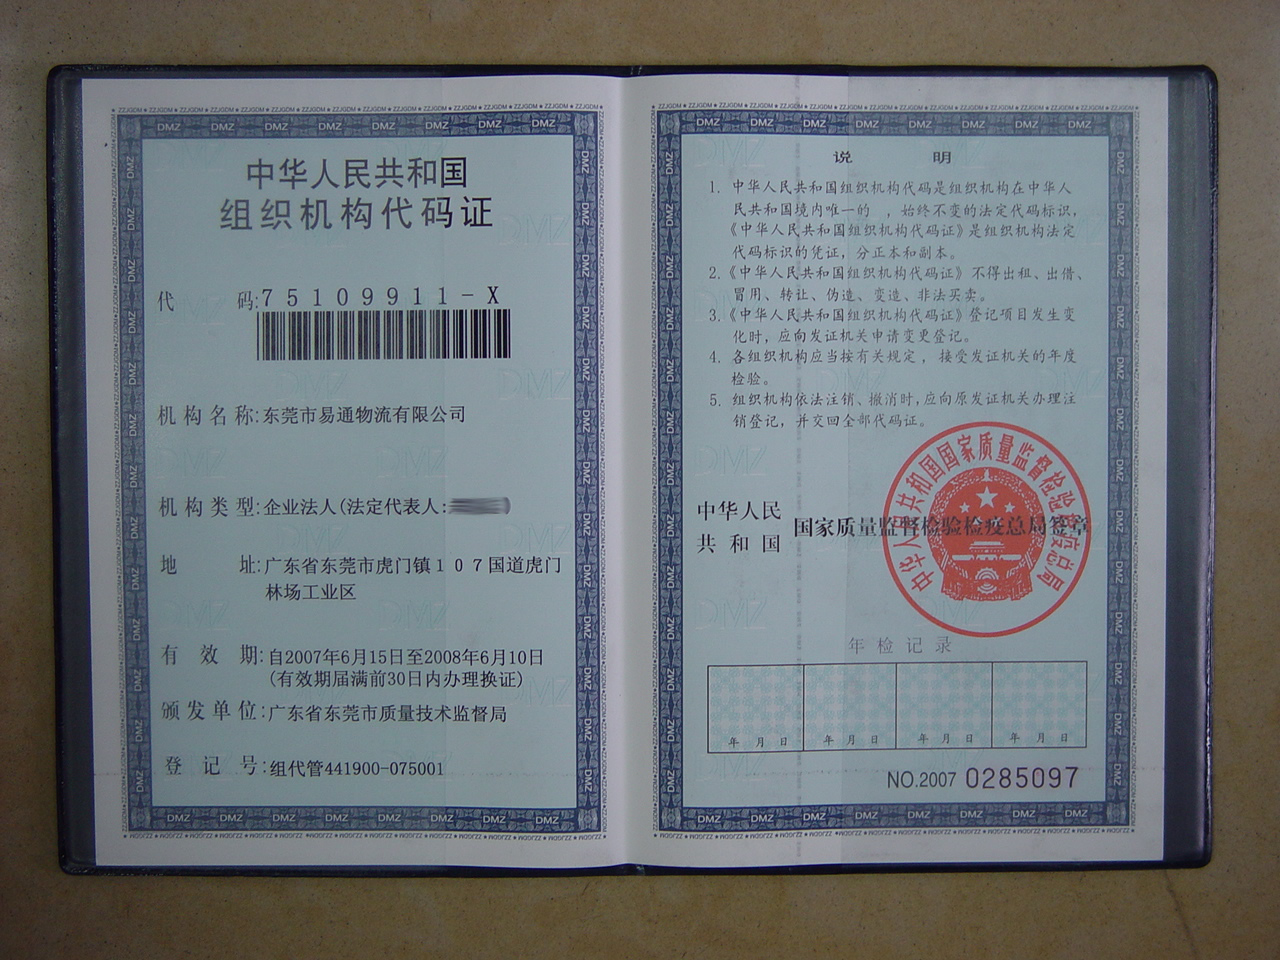 中华人民共和国
组织机构代码证
代 码:75109911-X
机构名称:东莞市易通物流有限公司
机构类型:企业法人(法定代表人:
地 址:广东省东莞市虎门镇107国道虎门
林场工业区
有 效 期:自2007年6月15日至2008年6月10日
(有效期届满前30日内办理换证)
颁发单位:广东省东莞市质量技术监督局
登 记 号:组代管441900-075001
说 明
1. 中华人民共和国组织机构代码是组织机构在中华人
民共和国境内唯一的 ，始终不变的法定代码标识，
《中华人民共和国组织机构代码证》是组织机构法定
代码标识的凭证，分正本和副本。
2.《中华人民共和国组织机构代码证》不得出租、出借、
冒用、转让、伪造、变造、非法买卖。
3.《中华人民共和国组织机构代码证》登记项目发生变
化时，应向发证机关申请变更登记。
4. 各组织机构应当按有关规定，接受发证机关的年度
检验。
5. 组织机构依法注销、撤消时，应向原发证机关办理注
销登记，并交回全部代码证。
中华人民
共和国 国家质量监督检验检疫总局签章
中华人民共和国国家质量监督检验检疫总局
年检记录
年 月 日 年 月 日 年 月 日 年 月 日
NO.2007 0285097